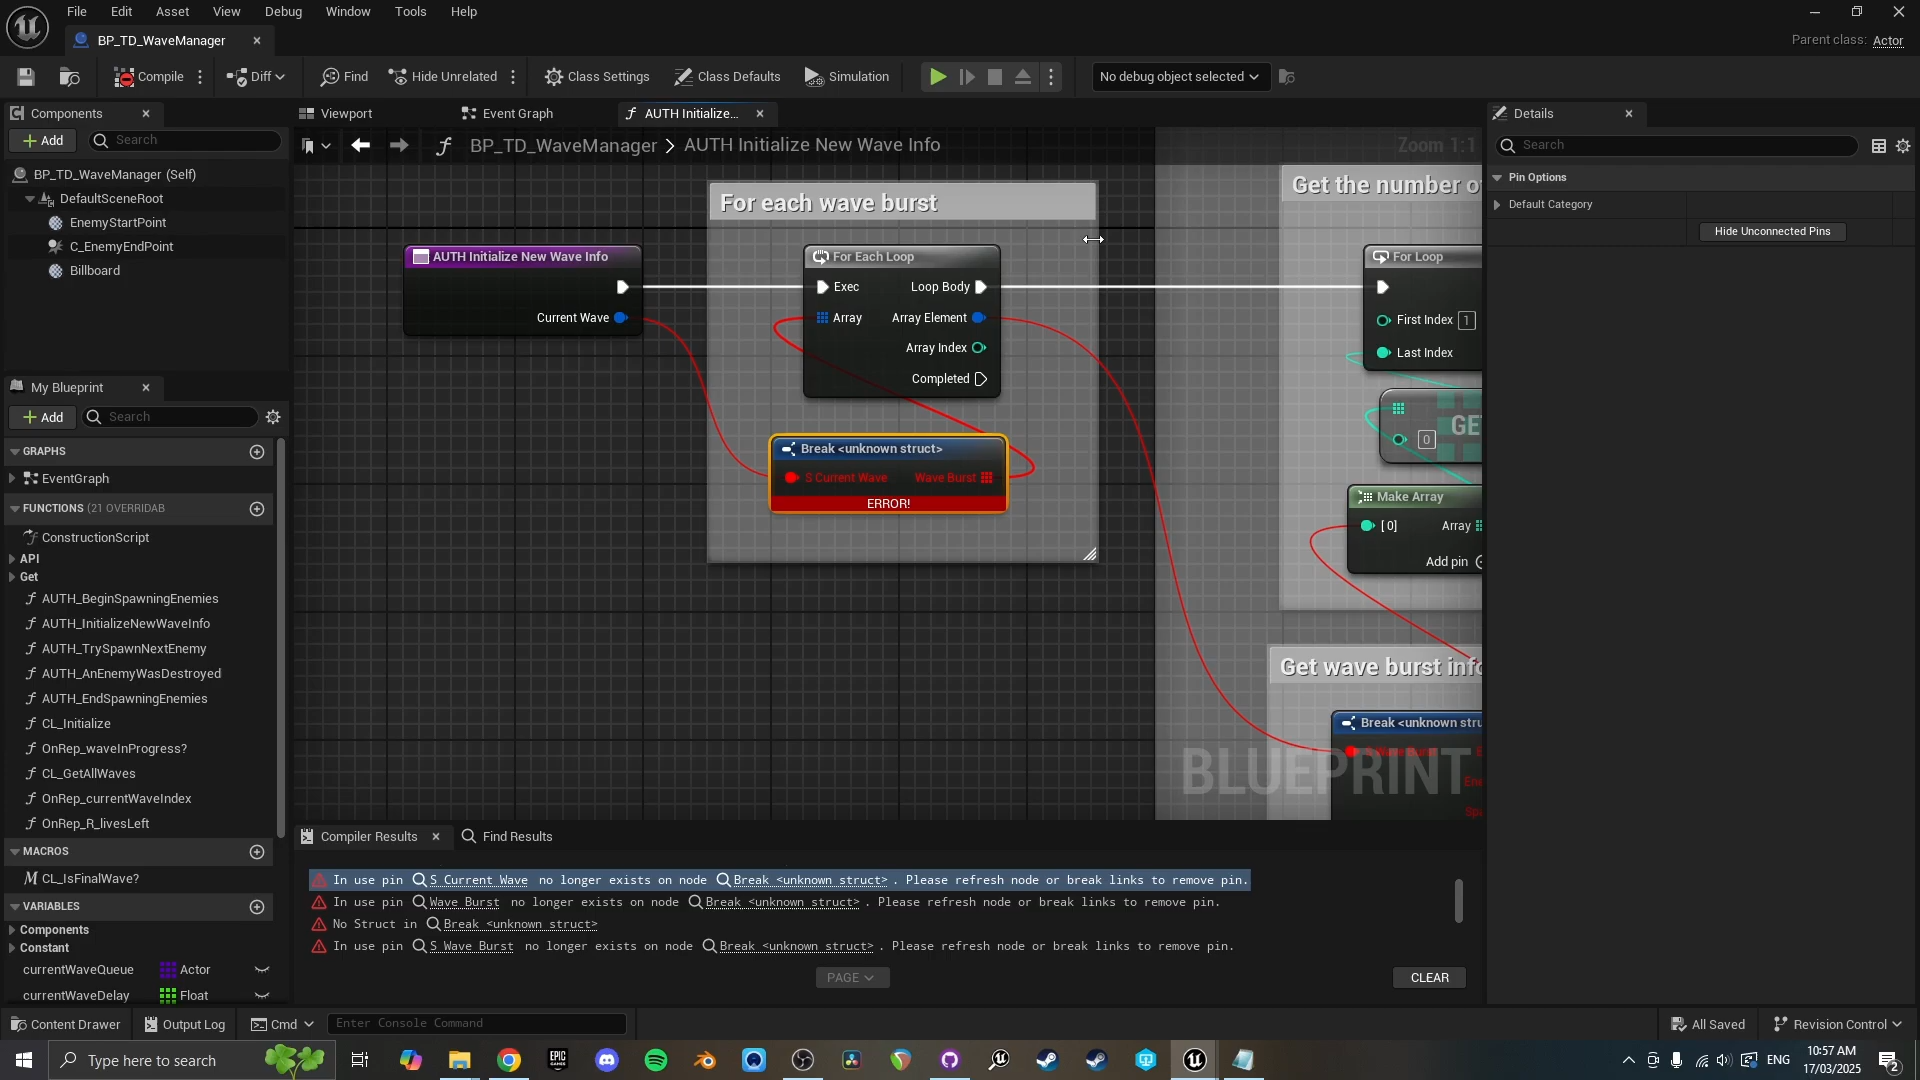 File Edit Asset View Debug Window Tools Help
BP_TD_WaveManager
Parent class: Actor
Compile Diff Find Hide Unrelated Class Settings Class Defaults Simulation No debug object selected
Components
Viewport Event Graph AUTH Initialize... Details
Add Search
BP_TD_WaveManager AUTH Initialize New Wave Info Zoom 1:1
Search
BP_TD_WaveManager (Self)
DefaultSceneRoot
EnemyStartPoint
C_EnemyEndPoint
Billboard
Pin Options
Default Category
Hide Unconnected Pins
For each wave burst
AUTH Initialize New Wave Info
Current Wave
For Each Loop
Exec Loop Body
Array Array Element
Array Index
Completed
Break <unknown struct>
S Current Wave Wave Burst
ERROR!
Get the number
For Loop
First Index 1
Last Index
0
Make Array
[0] Array
Add pin
Get wave burst
Break <unknown
BLUEPRINT
My Blueprint
Add Search
GRAPHS
EventGraph
FUNCTIONS (21 OVERRIDAB
ConstructionScript
API
Get
AUTH_BeginSpawningEnemies
AUTH_InitializeNewWaveInfo
AUTH_TrySpawnNextEnemy
AUTH_AnEnemyWasDestroyed
AUTH_EndSpawningEnemies
CL_Initialize
OnRep_waveInProgress?
CL_GetAllWaves
OnRep_currentWaveIndex
OnRep_R_livesLeft
MACROS
CL_IsFinalWave?
VARIABLES
Components
Constant
currentWaveQueue Actor
currentWaveDelay Float
Compiler Results Find Results
In use pin S Current Wave no longer exists on node Break <unknown struct> . Please refresh node or break links to remove pin.
In use pin Wave Burst no longer exists on node Break <unknown struct> . Please refresh node or break links to remove pin.
No Struct in Break <unknown struct>
In use pin S Wave Burst no longer exists on node Break <unknown struct> . Please refresh node or break links to remove pin.
PAGE CLEAR
Content Drawer Output Log Cmd Enter Console Command All Saved Revision Control
Type here to search
EPIC GAMES
ENG
10:57 AM
17/03/2025
2